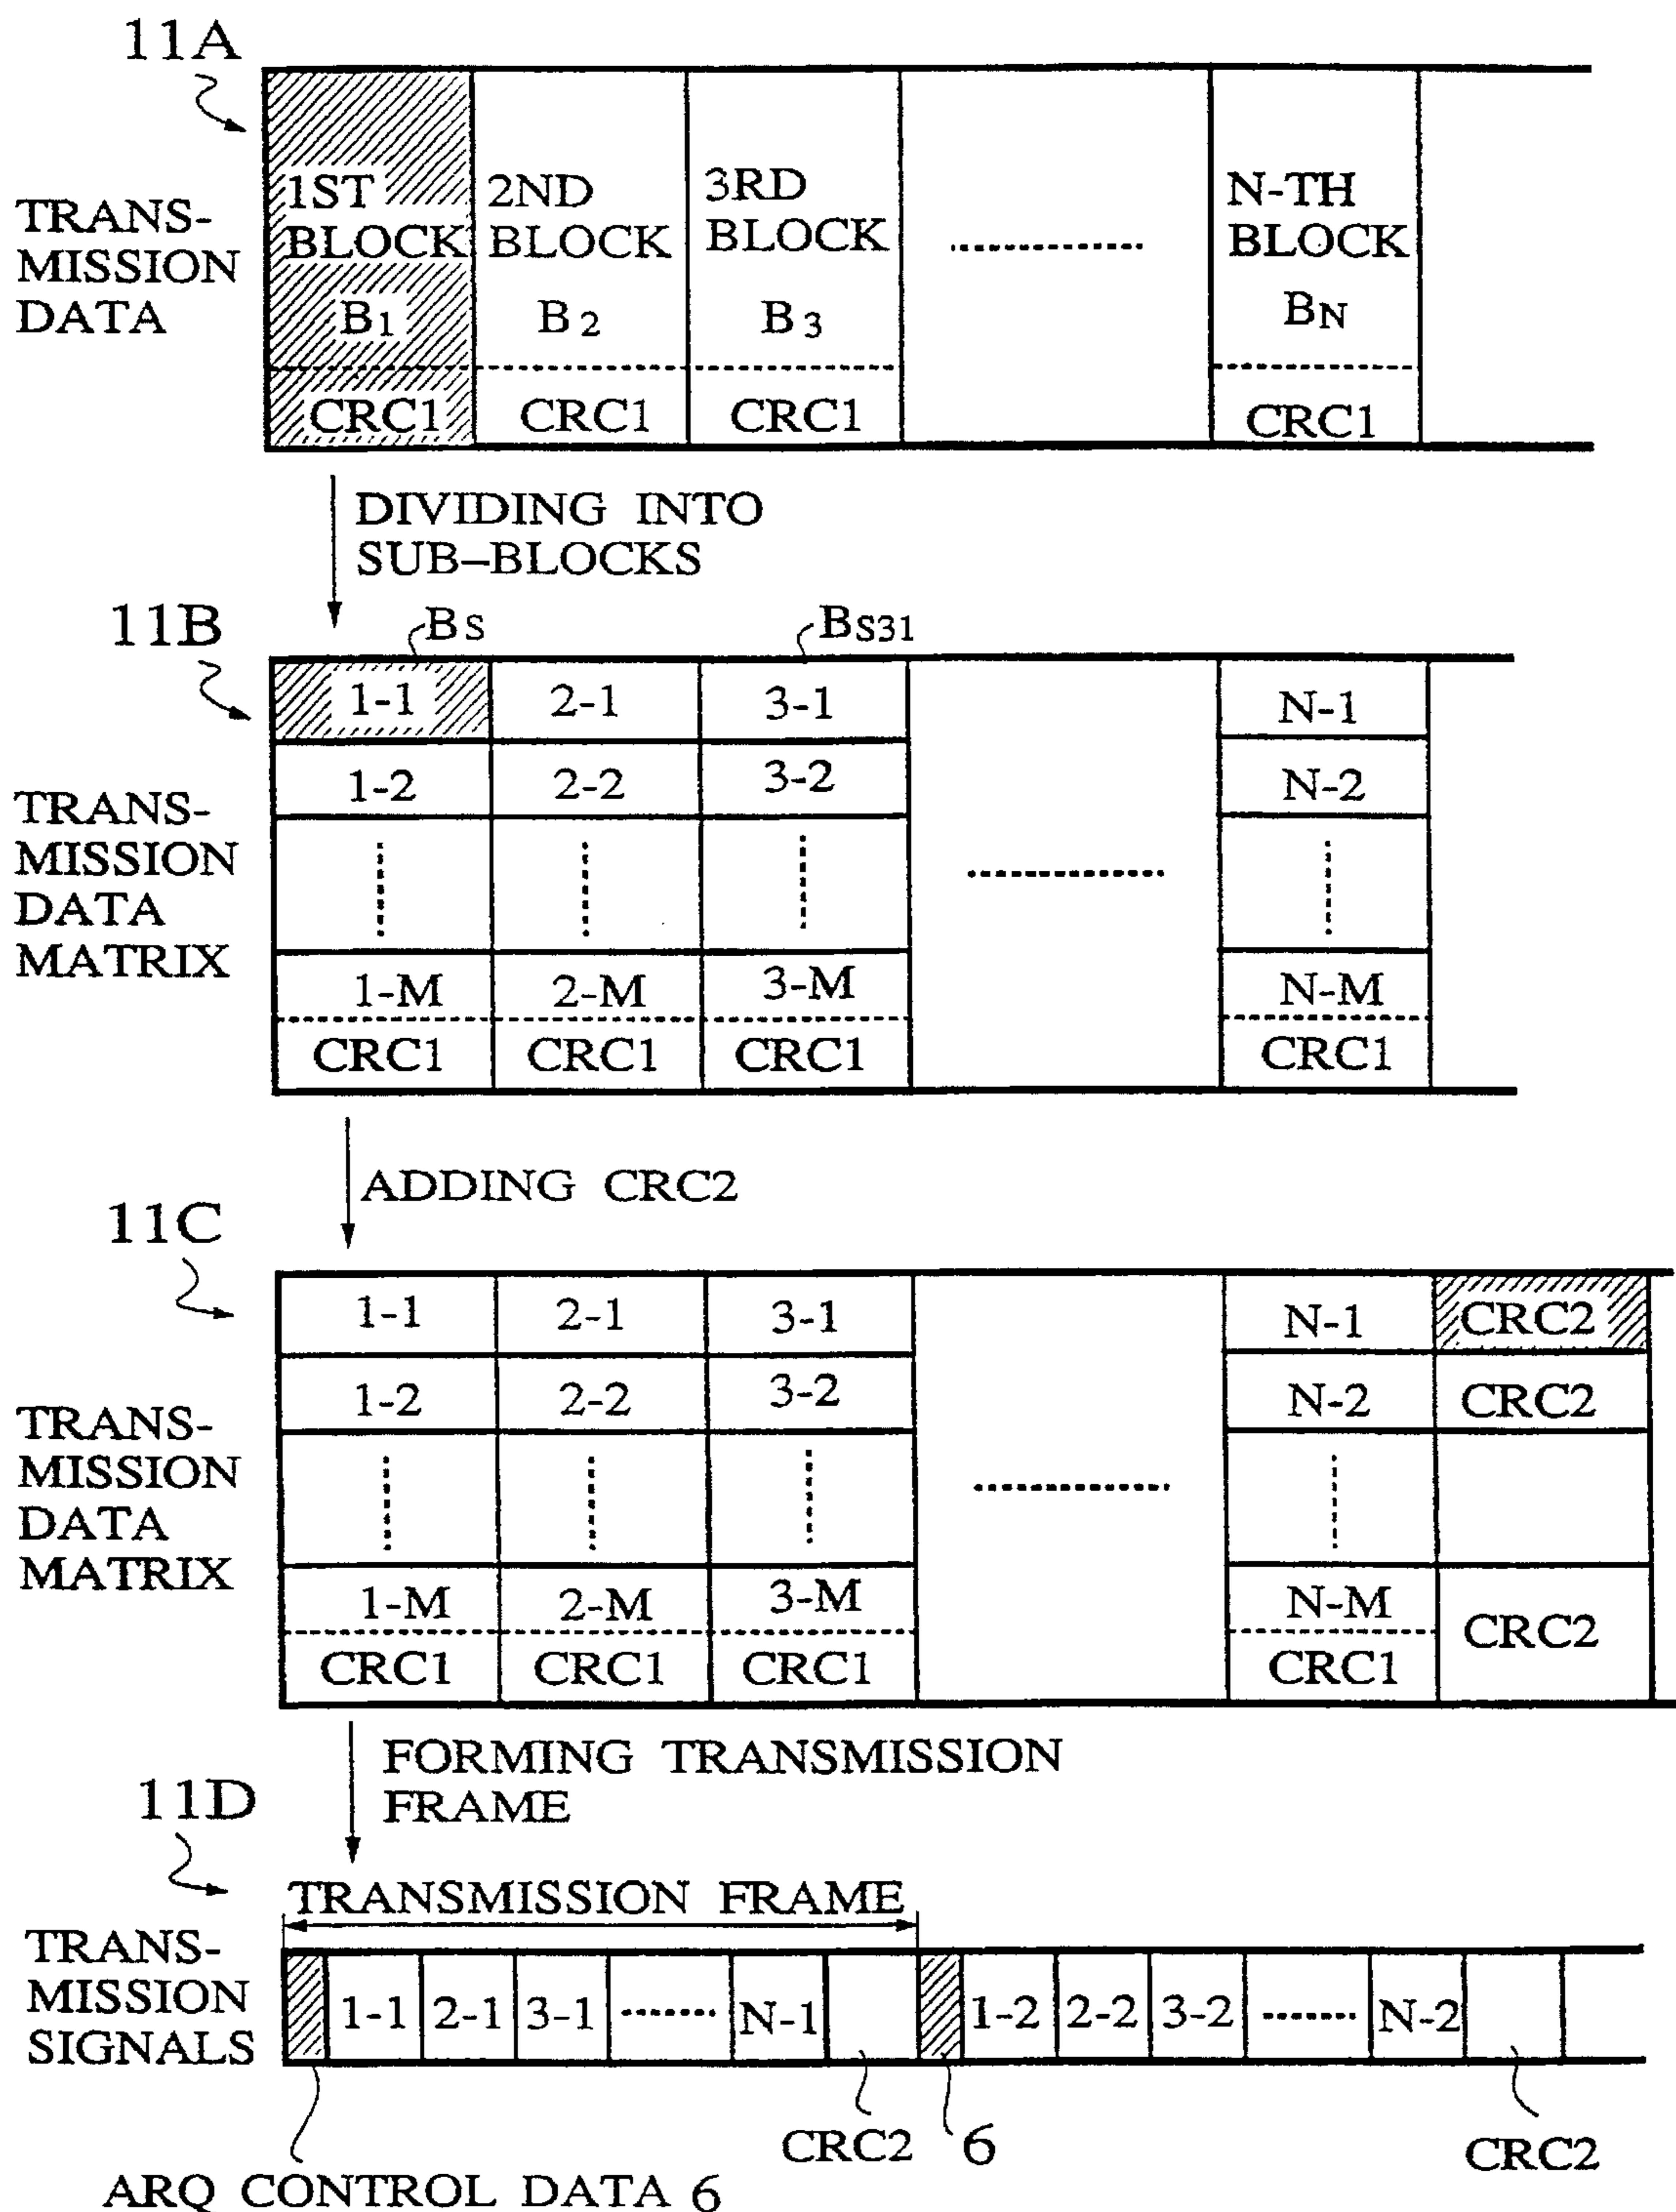 11A
TRANS-
MISSION
DATA
1ST
BLOCK
B1
CRC1
2ND
BLOCK
B2
CRC1
3RD
BLOCK
B3
CRC1
N-TH
BLOCK
BN
CRC1
DIVIDING INTO
SUB-BLOCKS
11B
BS
BS31
TRANS-
MISSION
DATA
MATRIX
1-1 2-1 3-1 N-1
1-2 2-2 3-2 N-2
1-M 2-M 3-M N-M
CRC1 CRC1 CRC1 CRC1
ADDING CRC2
11C
TRANS-
MISSION
DATA
MATRIX
1-1 2-1 3-1 N-1 CRC2
1-2 2-2 3-2 N-2 CRC2
1-M 2-M 3-M N-M CRC2
CRC1 CRC1 CRC1 CRC1
FORMING TRANSMISSION
FRAME
11D
TRANSMISSION FRAME
TRANS-
MISSION
SIGNALS
1-1 2-1 3-1 N-1 1-2 2-2 3-2 N-2
CRC2 6 CRC2
ARQ CONTROL DATA 6